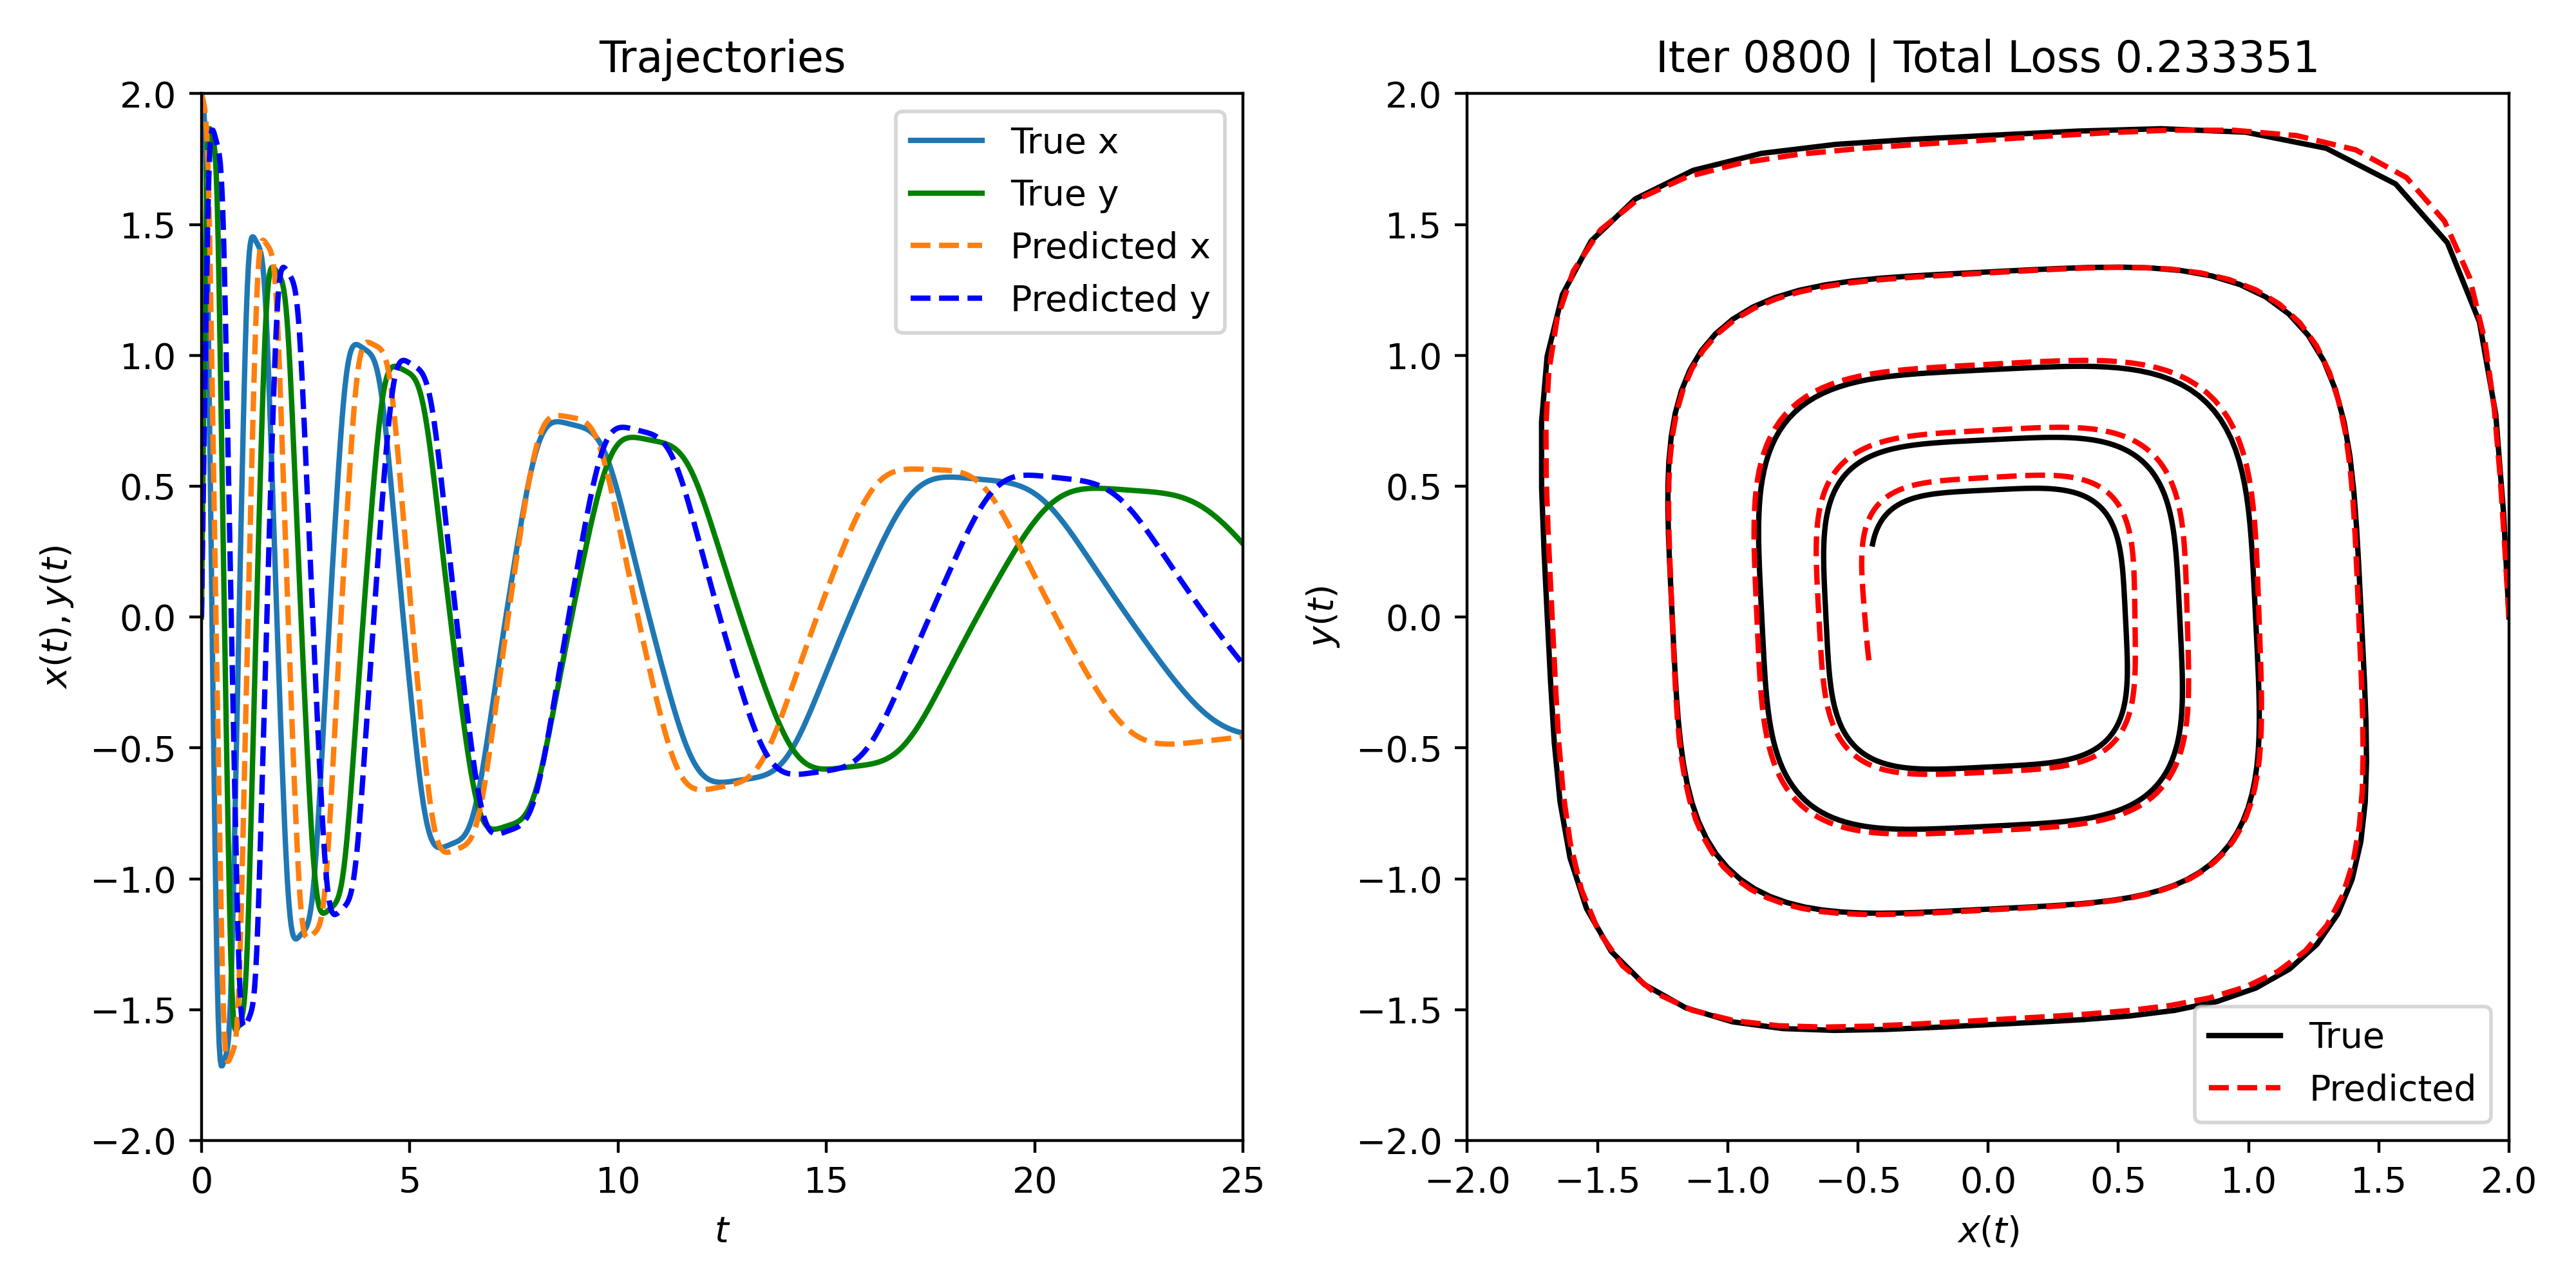 Trajectories
2.0
1.5
1.0
0.5
0.0
−0.5
−1.0
−1.5
−2.0
x(t), y(t)
0 5 10 15 20 25
t
True x
True y
Predicted x
Predicted y
Iter 0800 | Total Loss 0.233351
2.0
1.5
1.0
0.5
0.0
−0.5
−1.0
−1.5
−2.0
y(t)
−2.0 −1.5 −1.0 −0.5 0.0 0.5 1.0 1.5 2.0
x(t)
True
Predicted